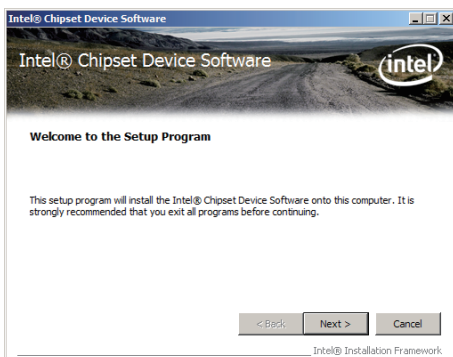 Intel® Chipset Device Software
Intel® Chipset Device Software
intel
Welcome to the Setup Program
This setup program will install the Intel® Chipset Device Software onto this computer. It is
strongly recommended that you exit all programs before continuing.
< Back Next > Cancel
Intel® Installation Framework